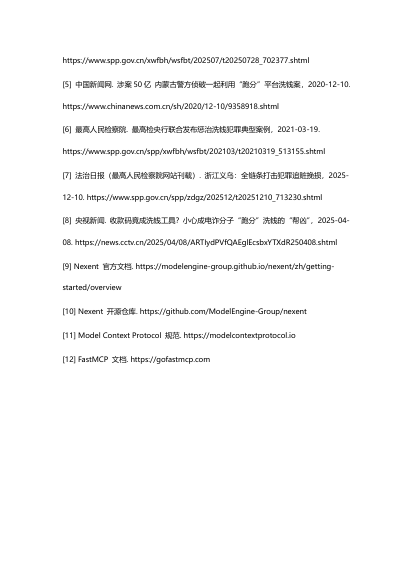 https://www.spp.gov.cn/xwfbh/wsfbt/202507/t20250728_702377.shtml
[5] 中国新闻网. 涉案 50 亿 内蒙古警方侦破一起利用“跑分”平台洗钱案，2020-12-10.
https://www.chinanews.com.cn/sh/2020/12-10/9358918.shtml
[6] 最高人民检察院. 最高检央行联合发布惩治洗钱犯罪典型案例，2021-03-19.
https://www.spp.gov.cn/spp/xwfbh/wsfbt/202103/t20210319_513155.shtml
[7] 法治日报（最高人民检察院网站刊载）. 浙江义乌：全链条打击犯罪追赃挽损，2025-
12-10. https://www.spp.gov.cn/spp/zdgz/202512/t20251210_713230.shtml
[8] 央视新闻. 收款码竟成洗钱工具？小心成电诈分子“跑分”洗钱的“帮凶”，2025-04-
08. https://news.cctv.cn/2025/04/08/ARTIydPVfQAEglEcsbxYTXdR250408.shtml
[9] Nexent 官方文档. https://modelengine-group.github.io/nexent/zh/getting-
started/overview
[10] Nexent 开源仓库. https://github.com/ModelEngine-Group/nexent
[11] Model Context Protocol 规范. https://modelcontextprotocol.io
[12] FastMCP 文档. https://gofastmcp.com